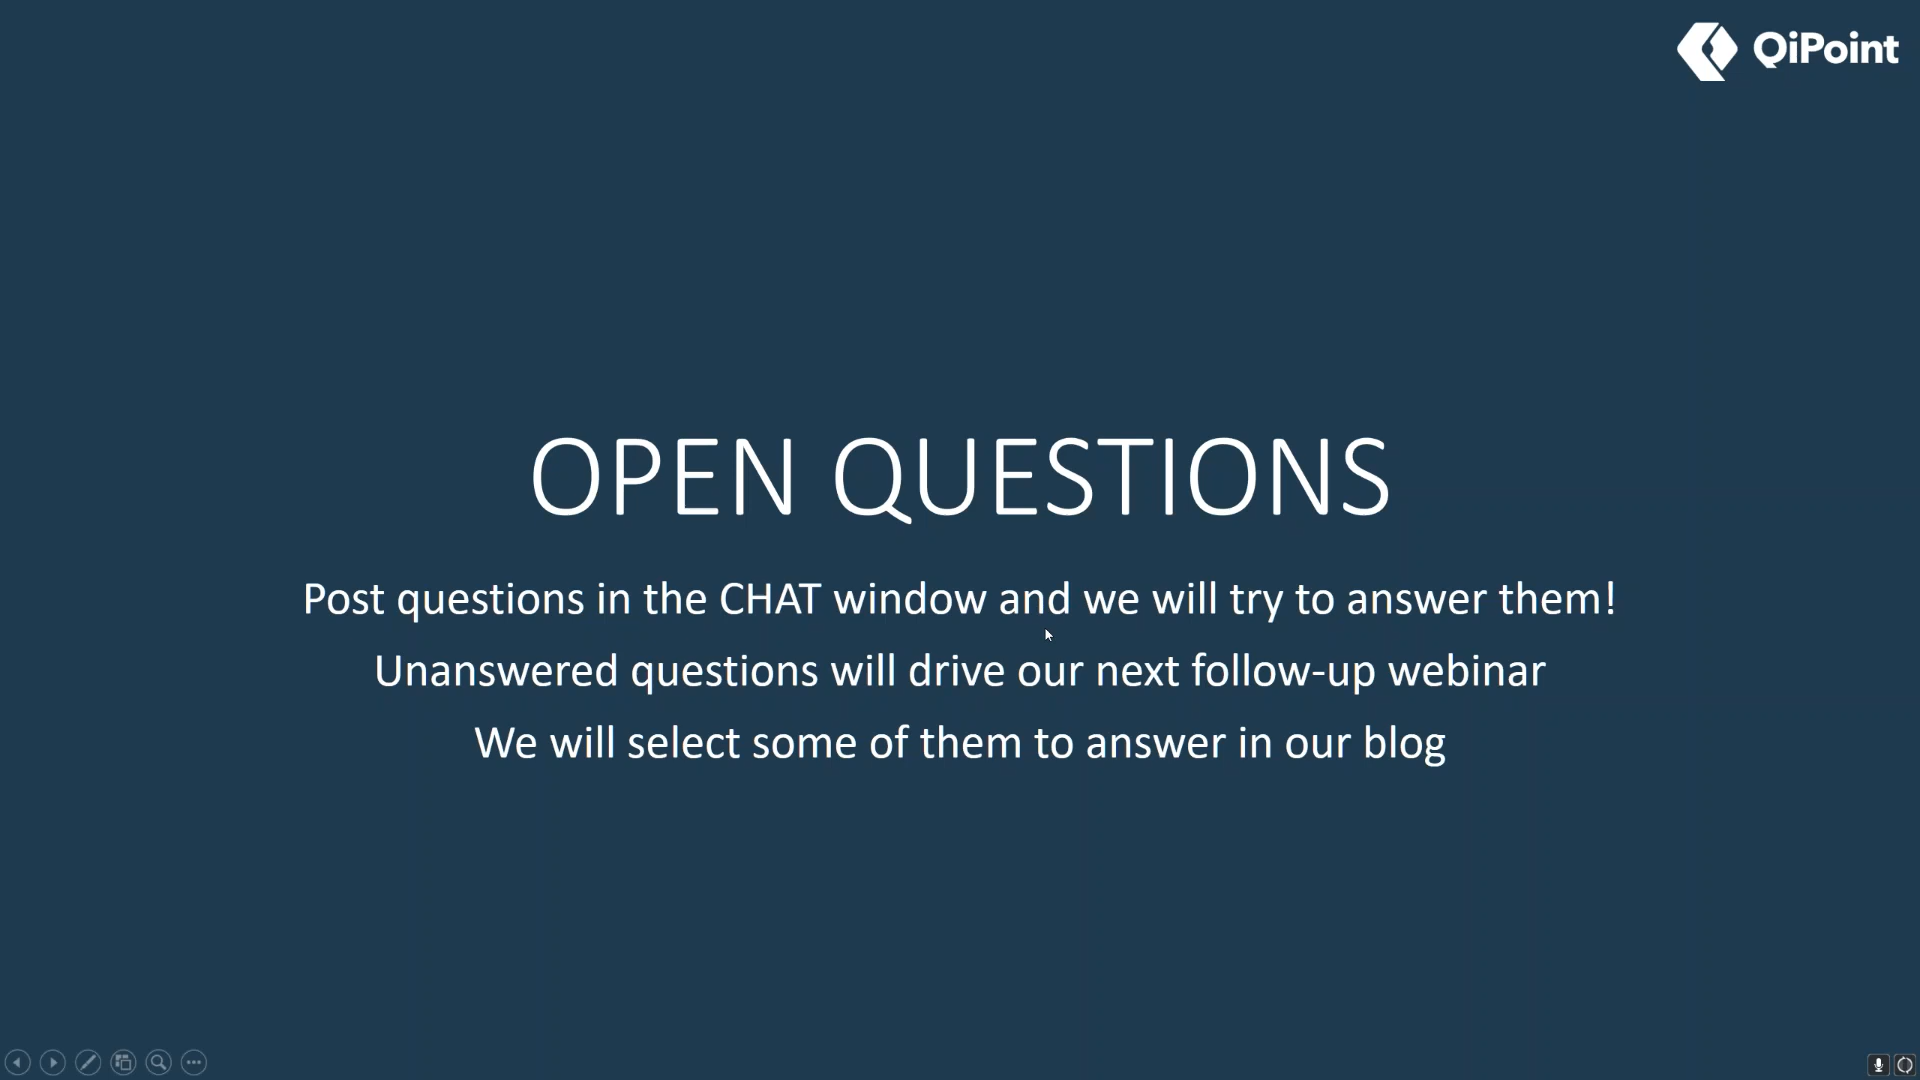 QiPoint
OPEN QUESTIONS
Post questions in the CHAT window and we will try to answer them!
Unanswered questions will drive our next follow-up webinar
We will select some of them to answer in our blog